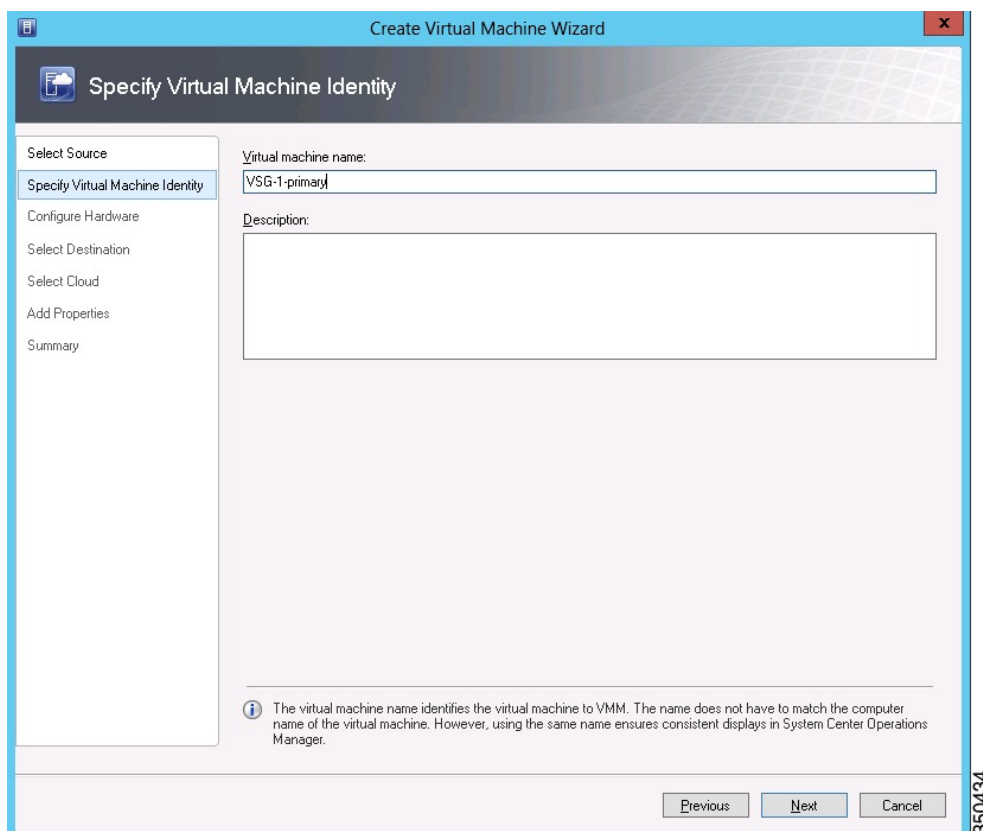 Create Virtual Machine Wizard
x
Specify Virtual Machine Identity
Select Source
Specify Virtual Machine Identity
Configure Hardware
Select Destination
Select Cloud
Add Properties
Summary
Virtual machine name:
VSG-1-primary
Description:
The virtual machine name identifies the virtual machine to VMM. The name does not have to match the computer
name of the virtual machine. However, using the same name ensures consistent displays in System Center Operations
Manager.
Previous
Next
Cancel
350434